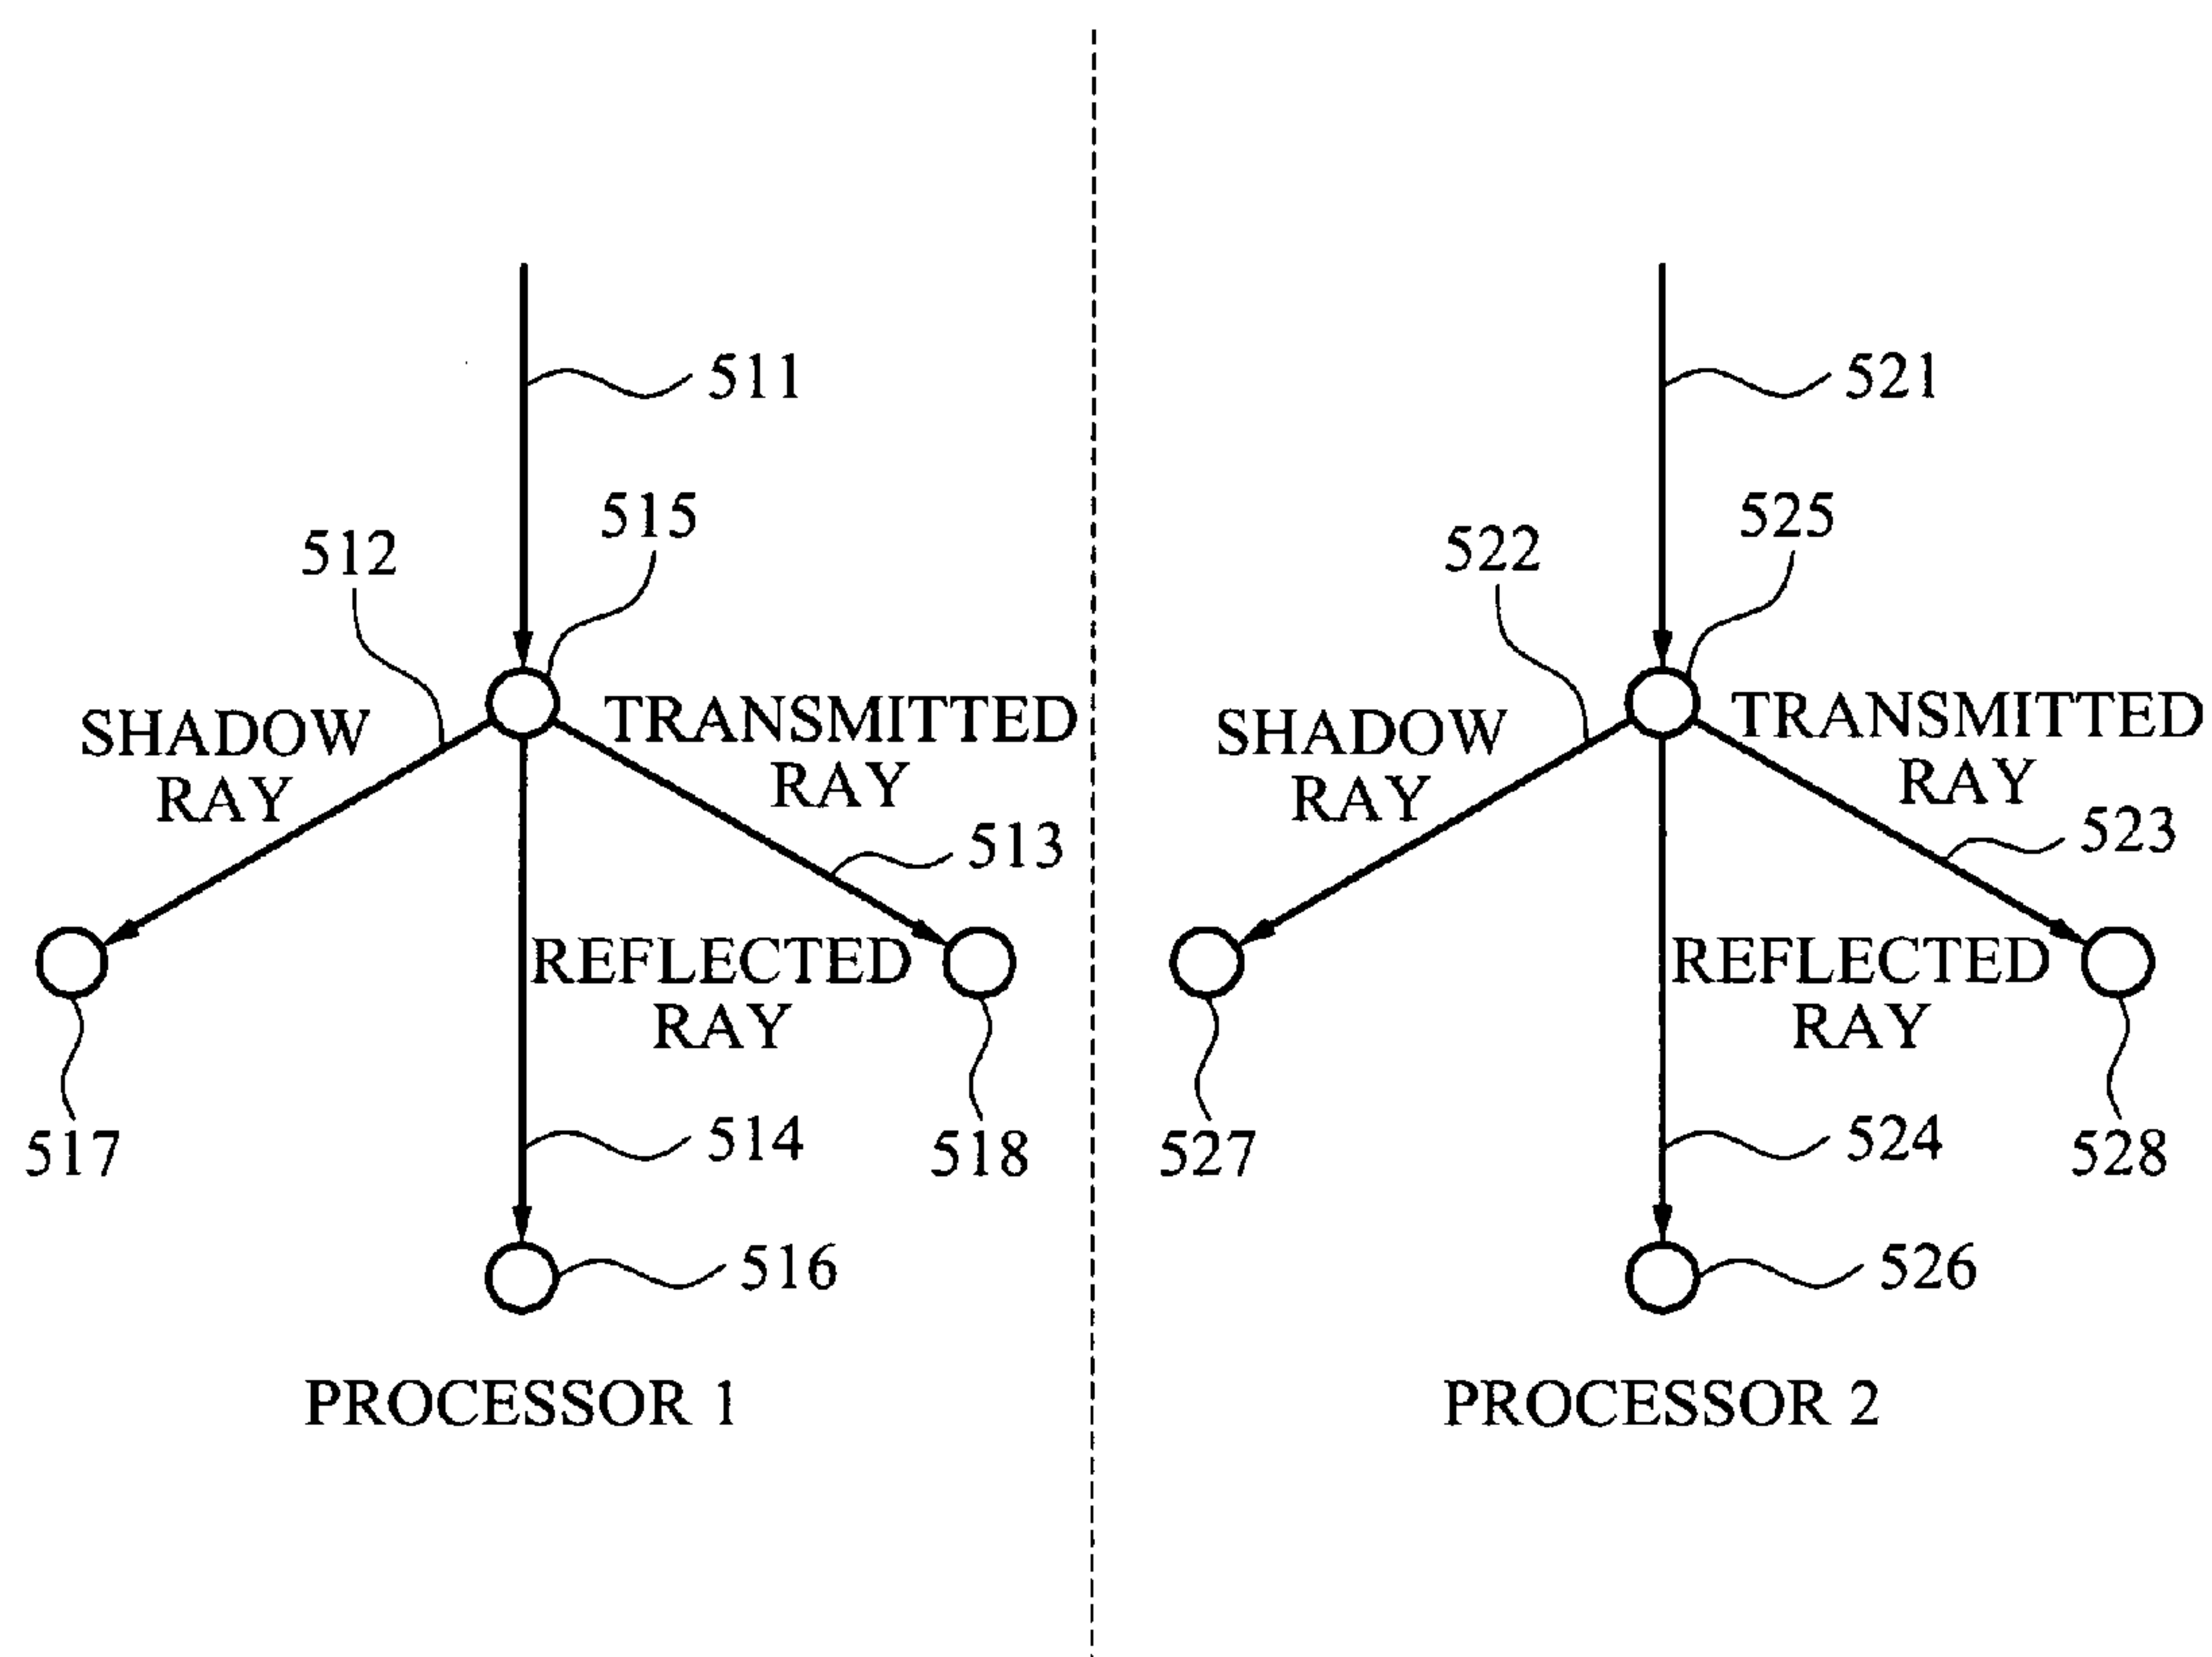 511
515
512
SHADOW
RAY
TRANSMITTED
RAY
513
REFLECTED
RAY
517
514
518
516
PROCESSOR 1
521
525
522
SHADOW
RAY
TRANSMITTED
RAY
523
REFLECTED
RAY
527
524
528
526
PROCESSOR 2